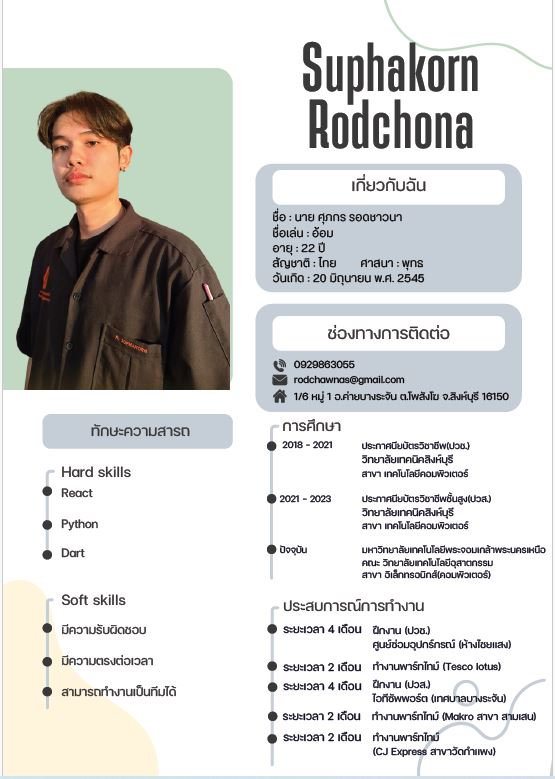 Suphakorn
Rodchona
เกี่ยวกับฉัน
ชื่อ : นาย ศุภกร รอดชาวนา
ชื่อเล่น : อ้อม
อายุ : 22 ปี
สัญชาติ : ไทย ศาสนา : พุทธ
วันเกิด : 20 มิถุนายน พ.ศ. 2545
ช่องทางการติดต่อ
0929863055
rodchawnas@gmail.com
1/6 หมู่ 1 อ.ค่ายบางระจัน ต.โพสังโฆ จ.สิงห์บุรี 16150
ทักษะความสารถ
Hard skills
React
Python
Dart
Soft skills
มีความรับผิดชอบ
มีความตรงต่อเวลา
สามารถทำงานเป็นทีมได้
การศึกษา
2018 - 2021 ประกาศนียบัตรวิชาชีพ(ปวช.)
วิทยาลัยเทคนิคสิงห์บุรี
สาขา เทคโนโลยีคอมพิวเตอร์
2021 - 2023 ประกาศนียบัตรวิชาชีพชั้นสูง(ปวส.)
วิทยาลัยเทคนิคสิงห์บุรี
สาขา เทคโนโลยีคอมพิวเตอร์
ปัจจุบัน มหาวิทยาลัยเทคโนโลยีพระจอมเกล้าพระนครเหนือ
คณะ วิทยาลัยเทคโนโลยีอุตสาหกรรม
สาขา อิเล็กทรอนิกส์(คอมพิวเตอร์)
ประสบการณ์การทำงาน
ระยะเวลา 4 เดือน ฝึกงาน (ปวช.)
ศูนย์ซ่อมอุปกรณ์ (ห้างไชยแสง)
ระยะเวลา 2 เดือน ทำงานพาร์ทไทม์ (Tesco lotus)
ระยะเวลา 4 เดือน ฝึกงาน (ปวส.)
ไอทีซัพพอร์ต (เทศบาลบางระจัน)
ระยะเวลา 2 เดือน ทำงานพาร์ทไทม์ (Makro สาขา สามเสน)
ระยะเวลา 2 เดือน ทำงานพาร์ทไทม์
(CJ Express สาขาวัดกำแพง)